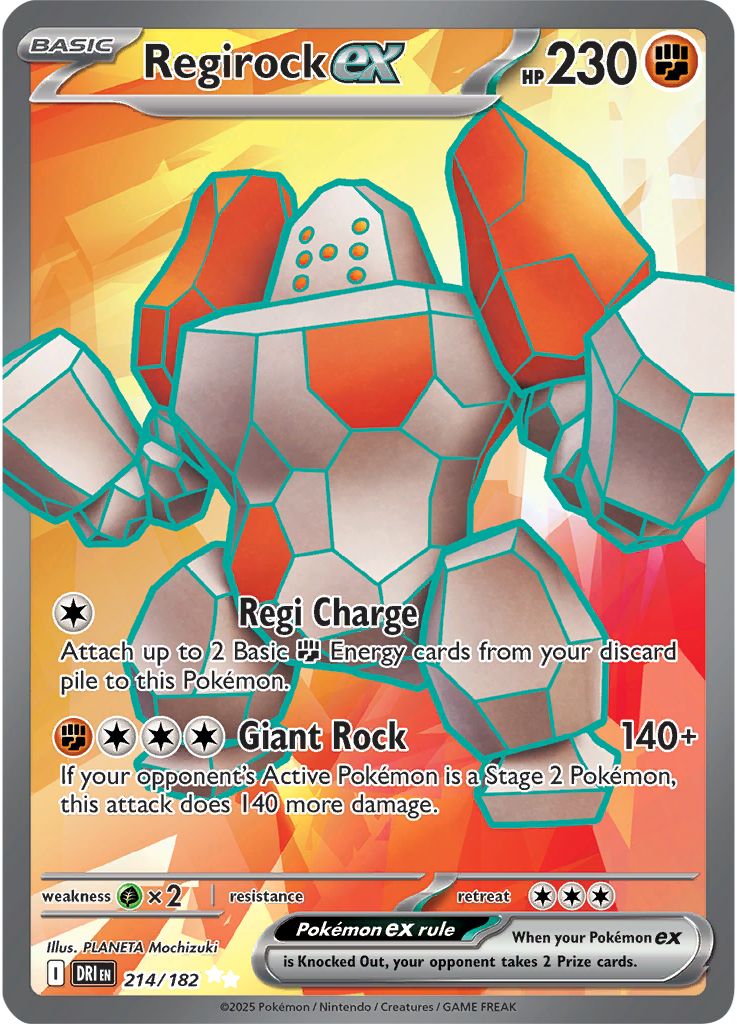 BASIC
Regirock ex
HP 230
Regi Charge
Attach up to 2 Basic Energy cards from your discard
pile to this Pokémon.
Giant Rock 140+
If your opponent's Active Pokémon is a Stage 2 Pokémon,
this attack does 140 more damage.
weakness ×2 resistance retreat
Illus. PLANETA Mochizuki
Pokémon ex rule
When your Pokémon ex
is Knocked Out, your opponent takes 2 Prize cards.
I DRI EN 214/182
©2025 Pokémon / Nintendo / Creatures / GAME FREAK